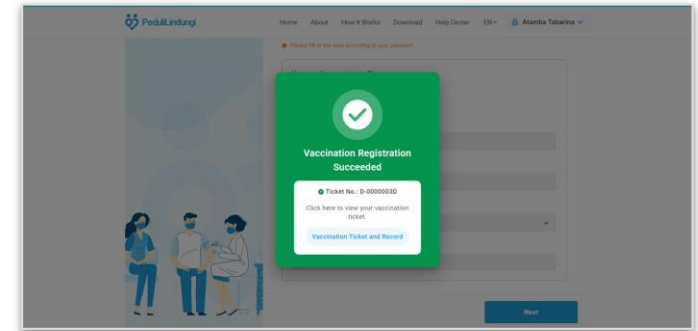 PeduliLindungi
Home About How It Works Download Help Center EN Atamba Tabarina
Please fill in the data according to your passport
Vaccination Registration
Succeeded
Ticket No.: D-0000003D
Click here to view your vaccination
ticket.
Vaccination Ticket and Record
Next